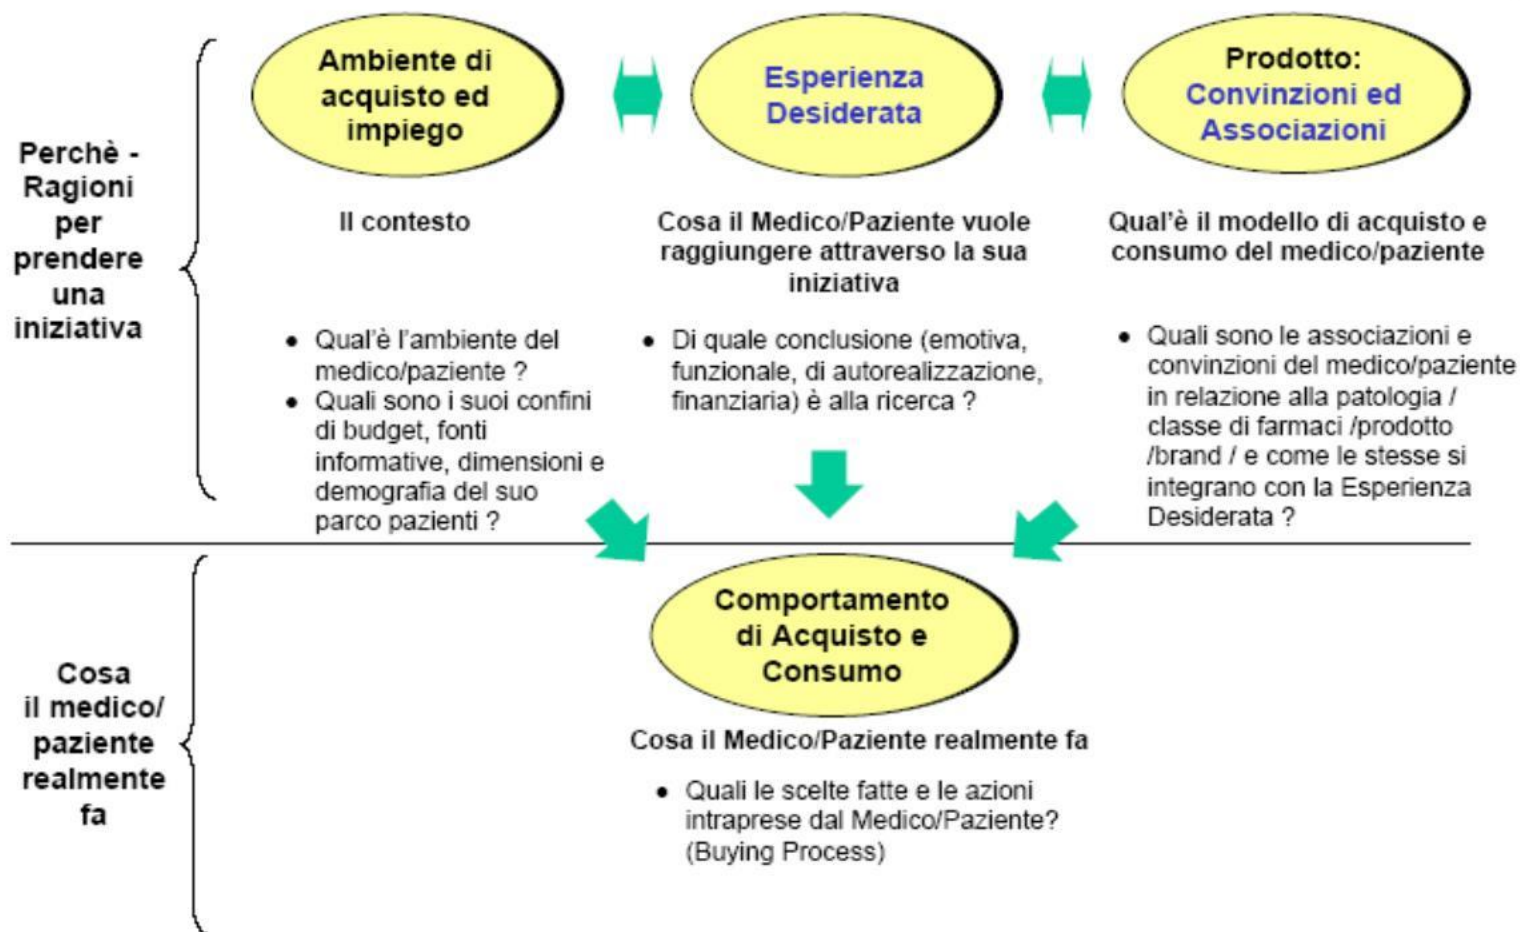 Perchè -
Ragioni
per
prendere
una
iniziativa
Ambiente di
acquisto ed
impiego
Il contesto
• Qual'è l'ambiente del
medico/paziente ?
• Quali sono i suoi confini
di budget, fonti
informative, dimensioni e
demografia del suo
parco pazienti ?
Esperienza
Desiderata
Cosa il Medico/Paziente vuole
raggiungere attraverso la sua
iniziativa
• Di quale conclusione (emotiva,
funzionale, di autorealizzazione,
finanziaria) è alla ricerca ?
Prodotto:
Convinzioni ed
Associazioni
Qual'è il modello di acquisto e
consumo del medico/paziente
• Quali sono le associazioni e
convinzioni del medico/paziente
in relazione alla patologia /
classe di farmaci /prodotto
/brand / e come le stesse si
integrano con la Esperienza
Desiderata ?
Cosa
il medico/
paziente
realmente
fa
Comportamento
di Acquisto e
Consumo
Cosa il Medico/Paziente realmente fa
• Quali le scelte fatte e le azioni
intraprese dal Medico/Paziente?
(Buying Process)